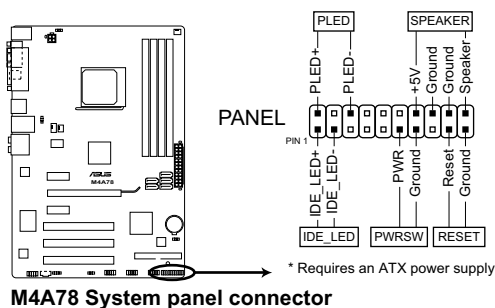 PLED
SPEAKER
PLED+
PLED-
+5V
Ground
Ground
Speaker
PANEL
PIN 1
IDE_LED+
IDE_LED-
PWR
Ground
Reset
Ground
IDE_LED
PWRSW
RESET
* Requires an ATX power supply
ASUS
M4A78
M4A78 System panel connector